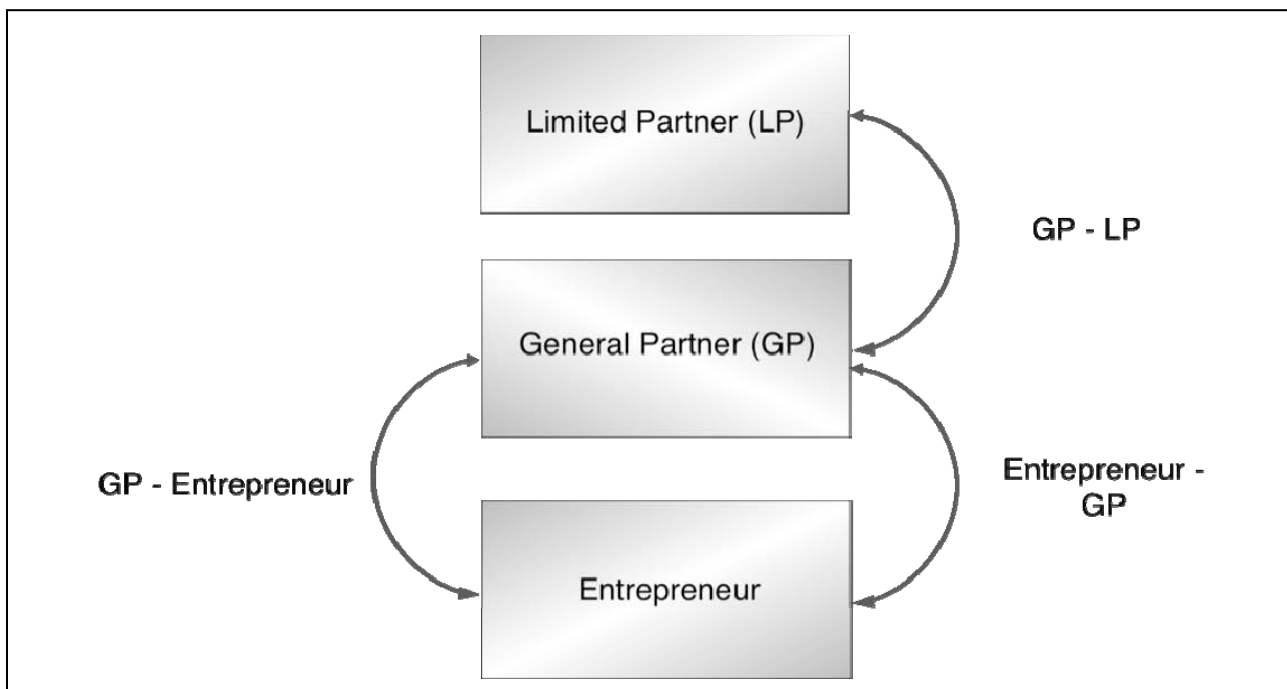 Limited Partner (LP)
GP - LP
General Partner (GP)
GP - Entrepreneur
Entrepreneur -
GP
Entrepreneur